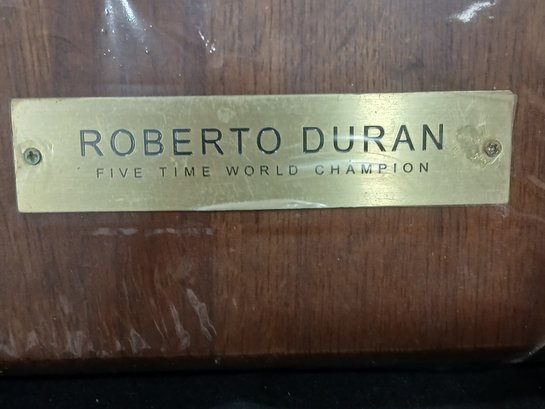 ROBERTO DURAN
FIVE TIME WORLD CHAMPION